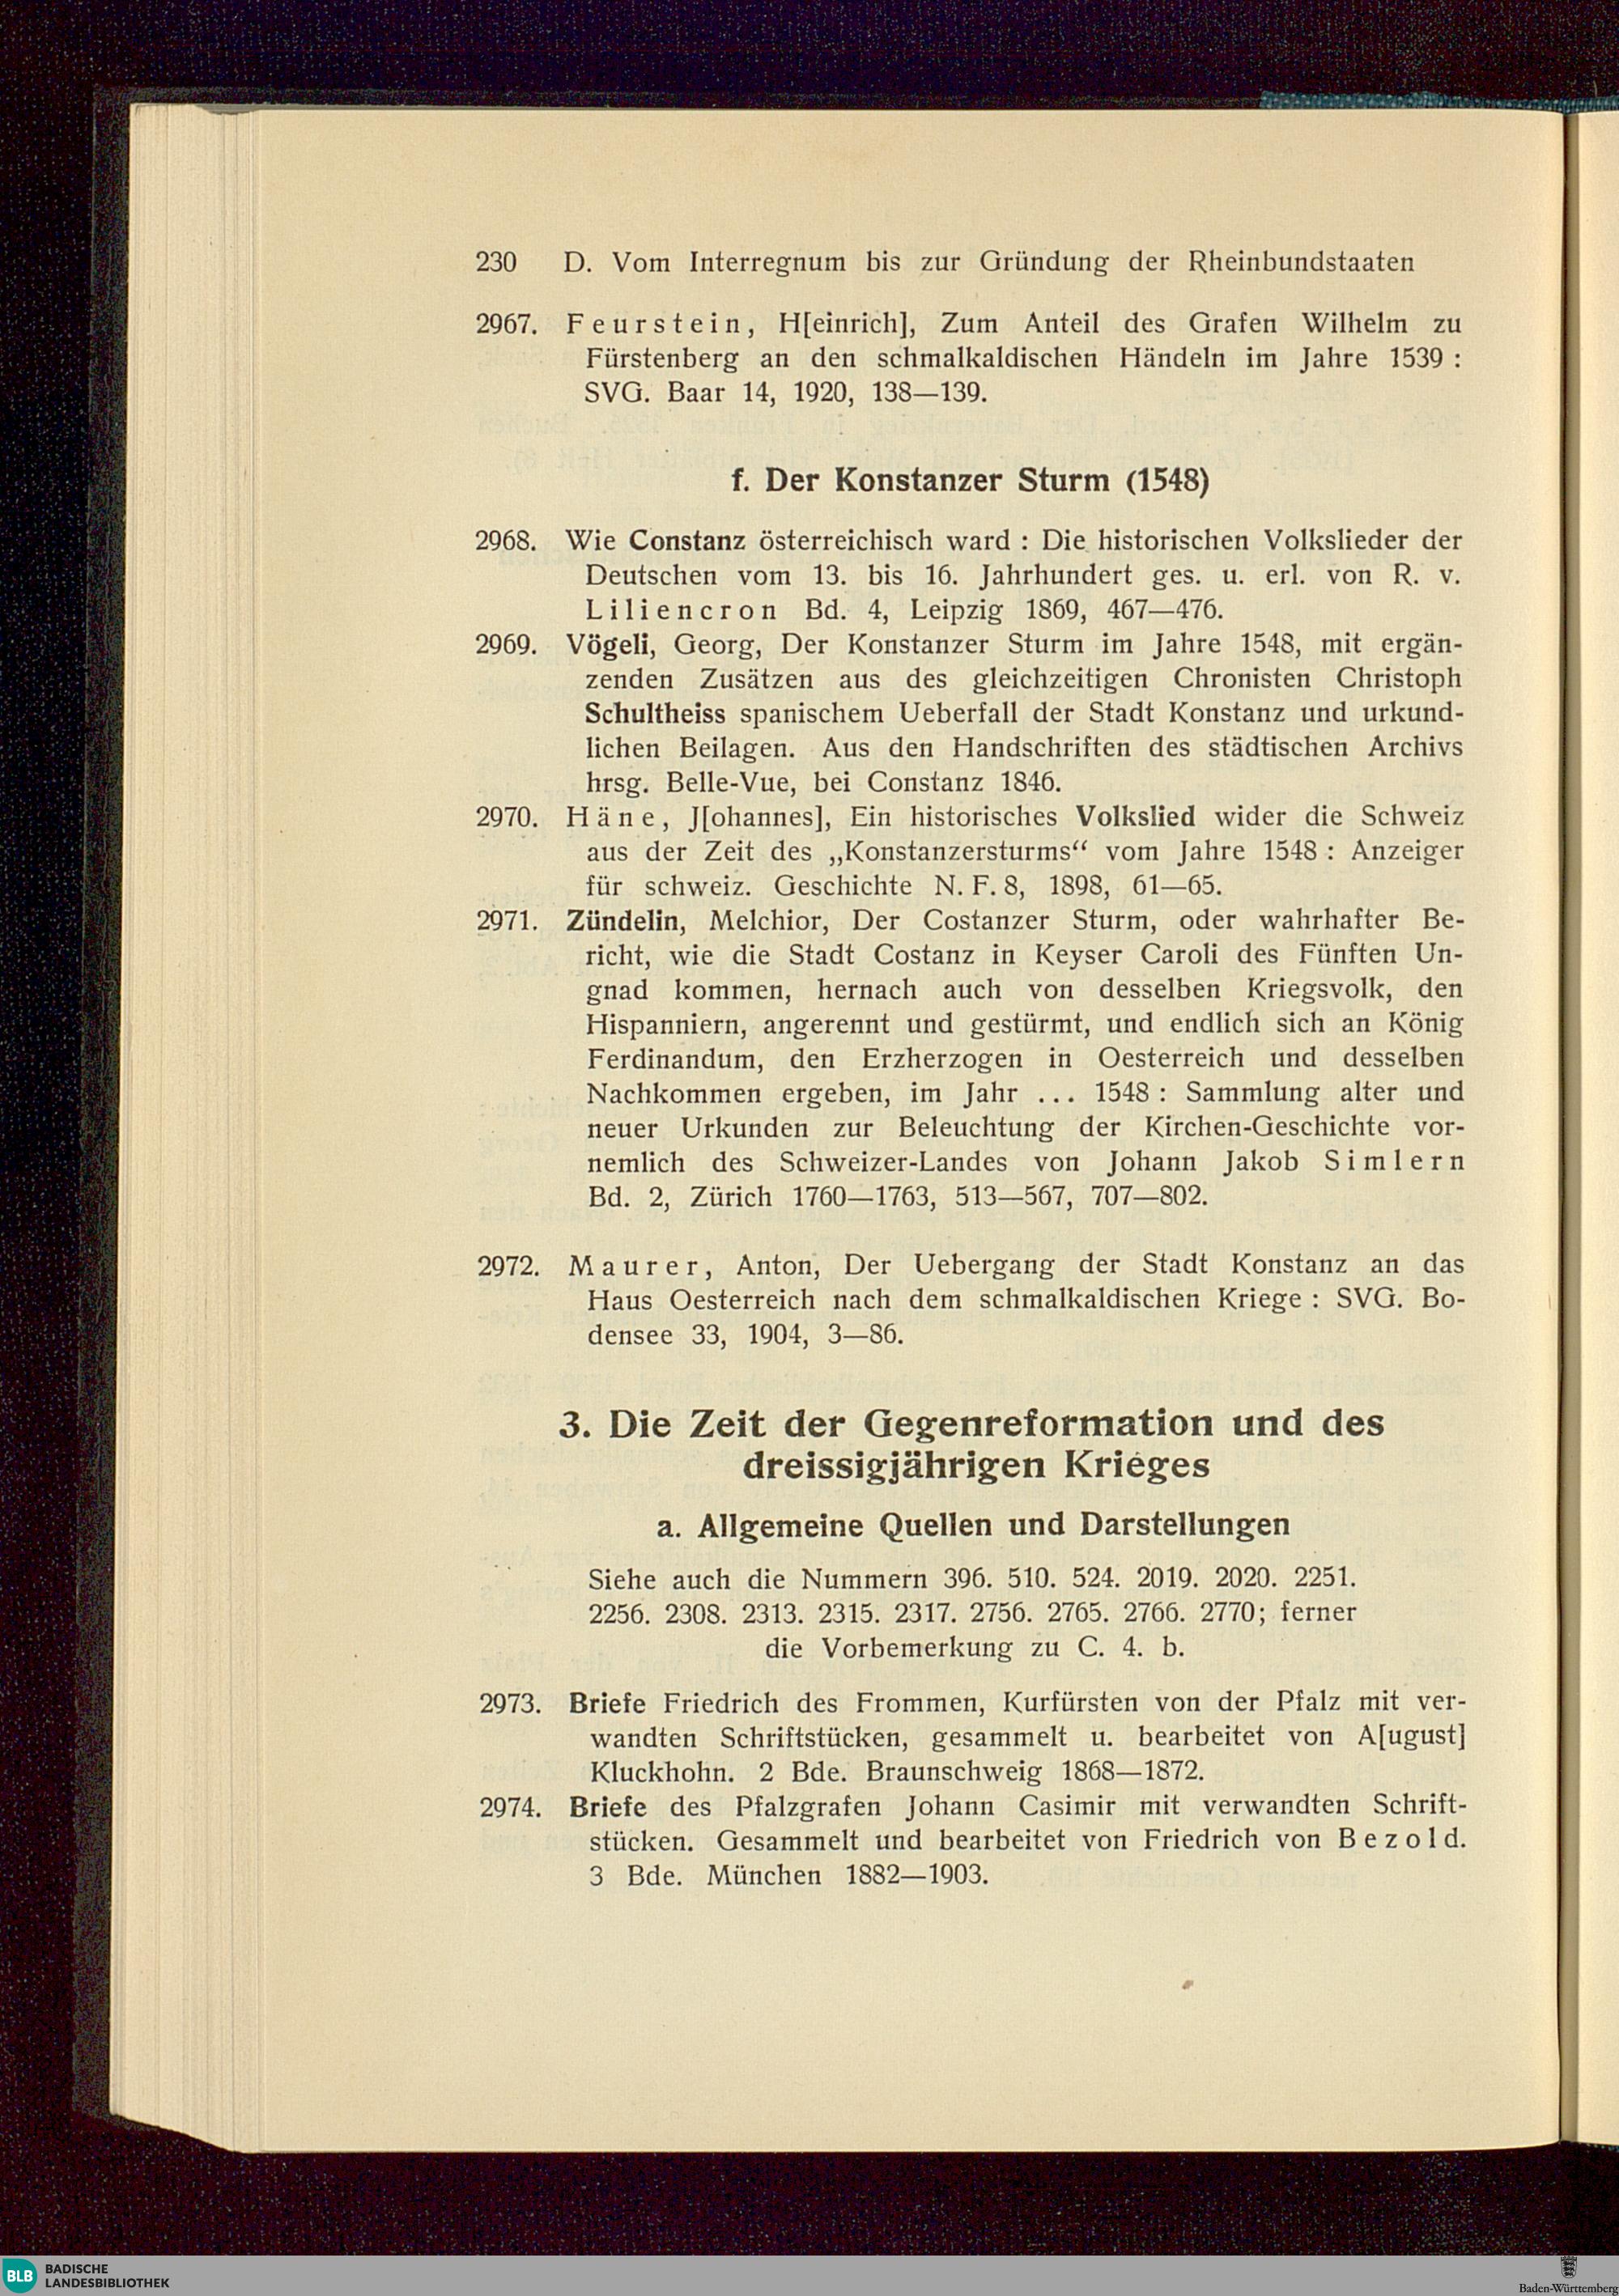 230 D. Vom Interregnum bis zur Gründung der Rheinbundstaaten
2967. Feurstein, H[einrich], Zum Anteil des Grafen Wilhelm zu
Fürstenberg an den schmalkaldischen Händeln im Jahre 1539 :
SVG. Baar 14, 1920, 138—139.
f. Der Konstanzer Sturm (1548)
2968. Wie Constanz österreichisch ward : Die historischen Volkslieder der
Deutschen vom 13. bis 16. Jahrhundert ges. u. erl. von R. v.
Liliencron Bd. 4, Leipzig 1869, 467—476.
2969. Vögeli, Georg, Der Konstanzer Sturm im Jahre 1548, mit ergän-
zenden Zusätzen aus des gleichzeitigen Chronisten Christoph
Schultheiss spanischem Ueberfall der Stadt Konstanz und urkund-
lichen Beilagen. Aus den Handschriften des städtischen Archivs
hrsg. Belle-Vue, bei Constanz 1846.
2970. Häne, J[ohannes], Ein historisches Volkslied wider die Schweiz
aus der Zeit des „Konstanzersturms“ vom Jahre 1548 : Anzeiger
für schweiz. Geschichte N. F. 8, 1898, 61—65.
2971. Zündelin, Melchior, Der Costanzer Sturm, oder wahrhafter Be-
richt, wie die Stadt Costanz in Keyser Caroli des Fünften Un-
gnad kommen, hernach auch von desselben Kriegsvolk, den
Hispanniern, angerennt und gestürmt, und endlich sich an König
Ferdinandum, den Erzherzogen in Oesterreich und desselben
Nachkommen ergeben, im Jahr ... 1548 : Sammlung alter und
neuer Urkunden zur Beleuchtung der Kirchen-Geschichte vor-
nemlich des Schweizer-Landes von Johann Jakob Simlern
Bd. 2, Zürich 1760—1763, 513—567, 707—802.
2972. Maurer, Anton, Der Uebergang der Stadt Konstanz an das
Haus Oesterreich nach dem schmalkaldischen Kriege : SVG. Bo-
densee 33, 1904, 3—86.
3. Die Zeit der Gegenreformation und des
dreissigjährigen Krieges
a. Allgemeine Quellen und Darstellungen
Siehe auch die Nummern 396. 510. 524. 2019. 2020. 2251.
2256. 2308. 2313. 2315. 2317. 2756. 2765. 2766. 2770; ferner
die Vorbemerkung zu C. 4. b.
2973. Briefe Friedrich des Frommen, Kurfürsten von der Pfalz mit ver-
wandten Schriftstücken, gesammelt u. bearbeitet von A[ugust]
Kluckhohn. 2 Bde. Braunschweig 1868—1872.
2974. Briefe des Pfalzgrafen Johann Casimir mit verwandten Schrift-
stücken. Gesammelt und bearbeitet von Friedrich von Bezold.
3 Bde. München 1882—1903.
BLB BADISCHE
LANDESBIBLIOTHEK
Baden-Württemberg